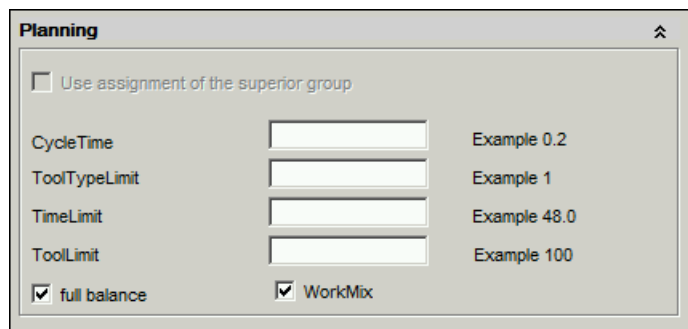 Planning
Use assignment of the superior group
CycleTime Example 0.2
ToolTypeLimit Example 1
TimeLimit Example 48.0
ToolLimit Example 100
full balance WorkMix